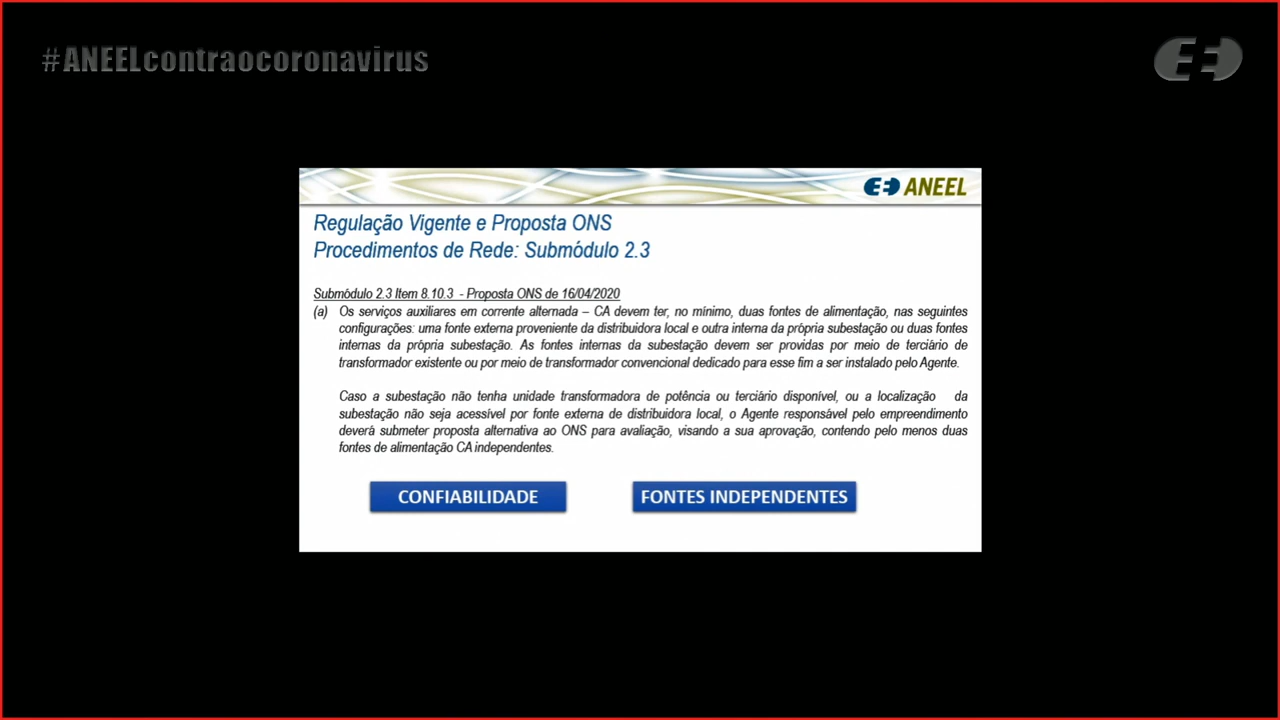 #ANEELcontraocoronavirus
ANEEL
Regulação Vigente e Proposta ONS
Procedimentos de Rede: Submódulo 2.3
Submódulo 2.3 Item 8.10.3 - Proposta ONS de 16/04/2020
(a) Os serviços auxiliares em corrente alternada – CA devem ter, no mínimo, duas fontes de alimentação, nas seguintes
configurações: uma fonte externa proveniente da distribuidora local e outra interna da própria subestação ou duas fontes
internas da própria subestação. As fontes internas da subestação devem ser providas por meio de terciário de
transformador existente ou por meio de transformador convencional dedicado para esse fim a ser instalado pelo Agente.
Caso a subestação não tenha unidade transformadora de potência ou terciário disponível, ou a localização da
subestação não seja acessível por fonte externa de distribuidora local, o Agente responsável pelo empreendimento
deverá submeter proposta alternativa ao ONS para avaliação, visando a sua aprovação, contendo pelo menos duas
fontes de alimentação CA independentes.
CONFIABILIDADE
FONTES INDEPENDENTES